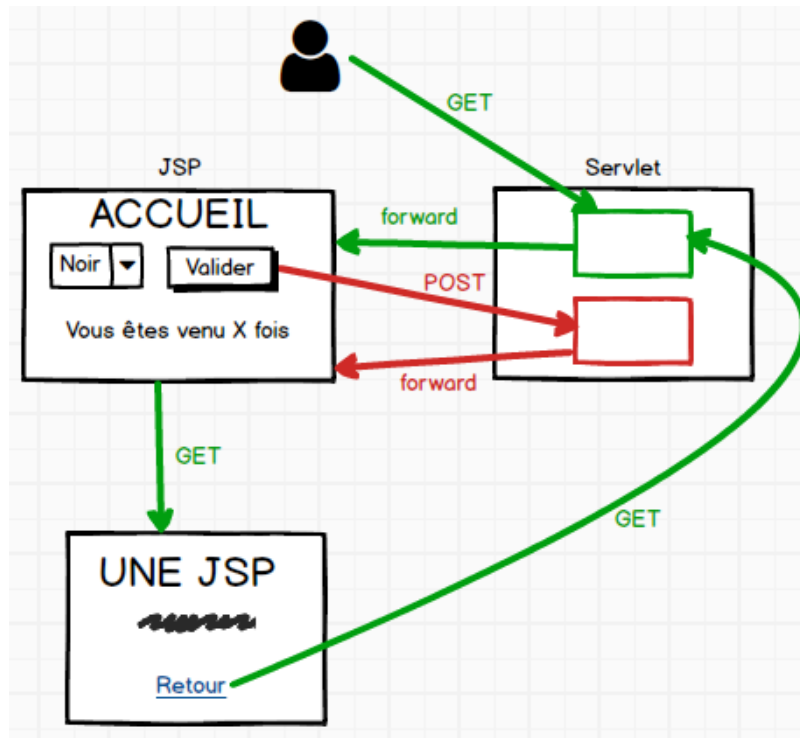 GET
JSP
Servlet
ACCUEIL
forward
Noir
Valider
POST
Vous êtes venu X fois
forward
GET
GET
UNE JSP
Retour